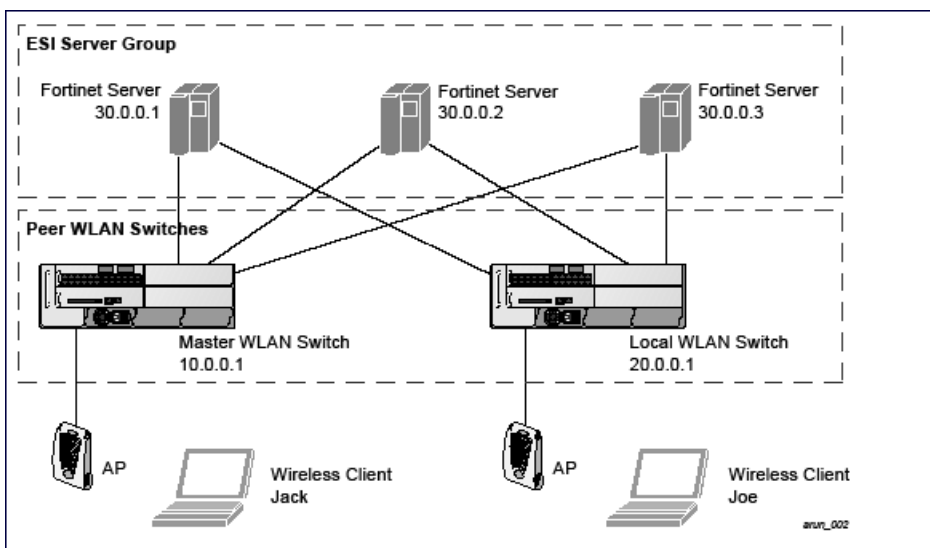 ESI Server Group
Fortinet Server
30.0.0.1
Fortinet Server
30.0.0.2
Fortinet Server
30.0.0.3
Peer WLAN Switches
Master WLAN Switch
10.0.0.1
Local WLAN Switch
20.0.0.1
AP
Wireless Client
Jack
AP
Wireless Client
Joe
arun_002